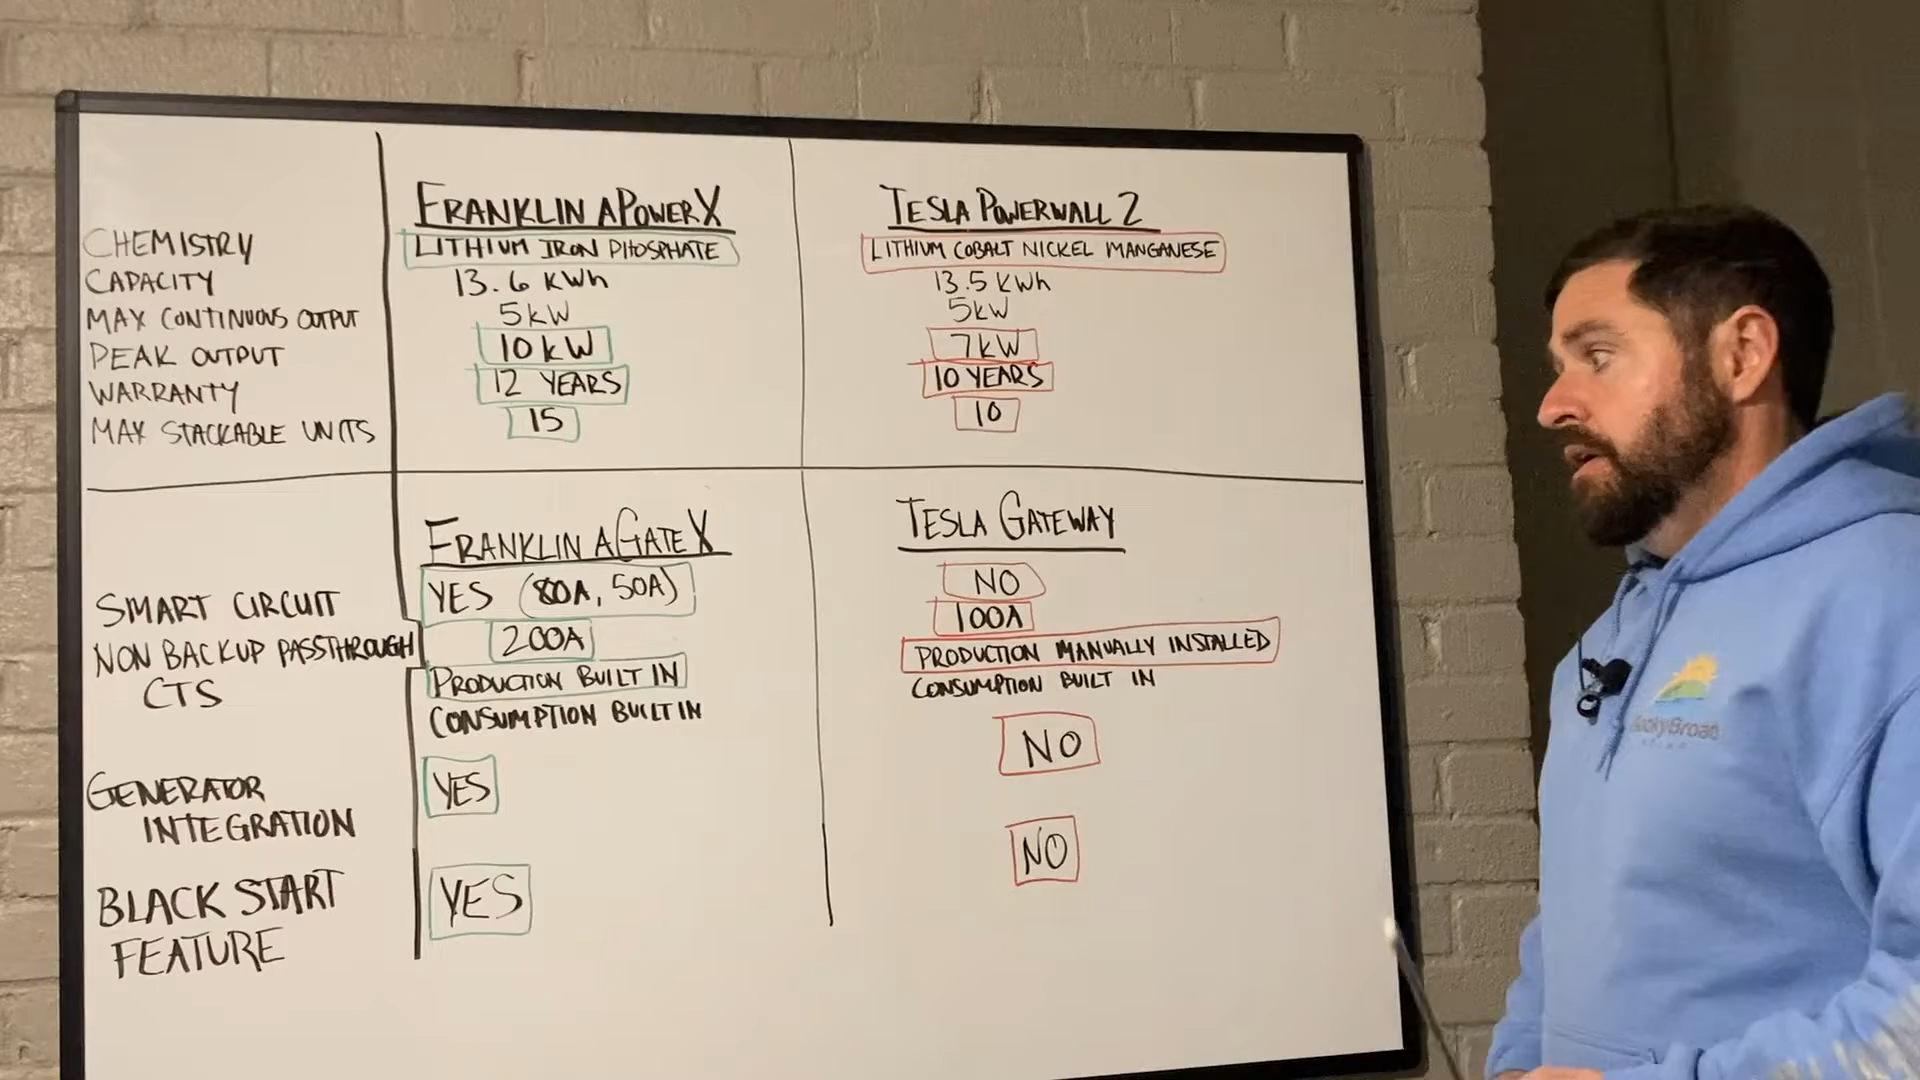 FRANKLIN APOWER X
TESLA POWERWALL 2
CHEMISTRY
LITHIUM IRON PHOSPHATE
LITHIUM COBALT NICKEL MANGANESE
CAPACITY
13.6 KWh
13.5 KWh
MAX CONTINUOUS OUTPUT
5KW
5KW
PEAK OUTPUT
10 KW
7KW
WARRANTY
12 YEARS
10 YEARS
MAX STACKABLE UNITS
15
10
FRANKLIN AGATE X
TESLA GATEWAY
SMART CIRCUIT
YES (80A, 50A)
NO
NON BACKUP PASSTHROUGH
200A
100A
CTS
PRODUCTION BUILT IN
CONSUMPTION BUILT IN
PRODUCTION MANUALLY INSTALLED
CONSUMPTION BUILT IN
GENERATOR
INTEGRATION
YES
NO
BLACK START
FEATURE
YES
NO